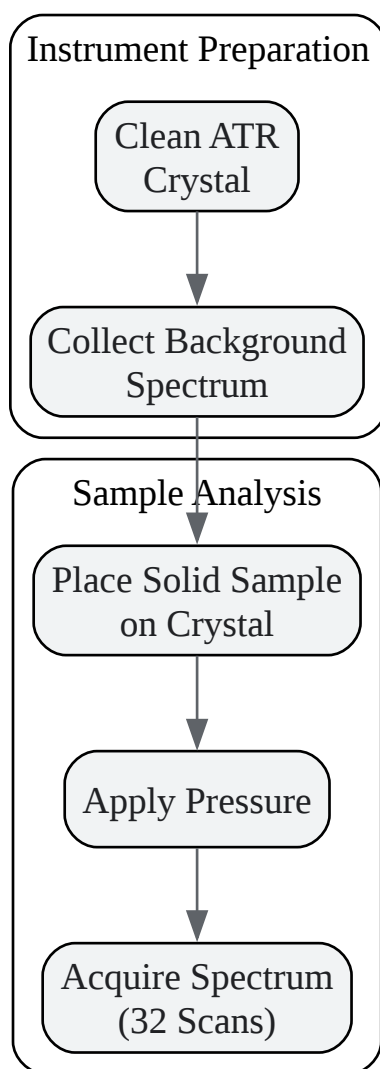 Instrument Preparation
Clean ATR
Crystal
Collect Background
Spectrum
Sample Analysis
Place Solid Sample
on Crystal
Apply Pressure
Acquire Spectrum
(32 Scans)